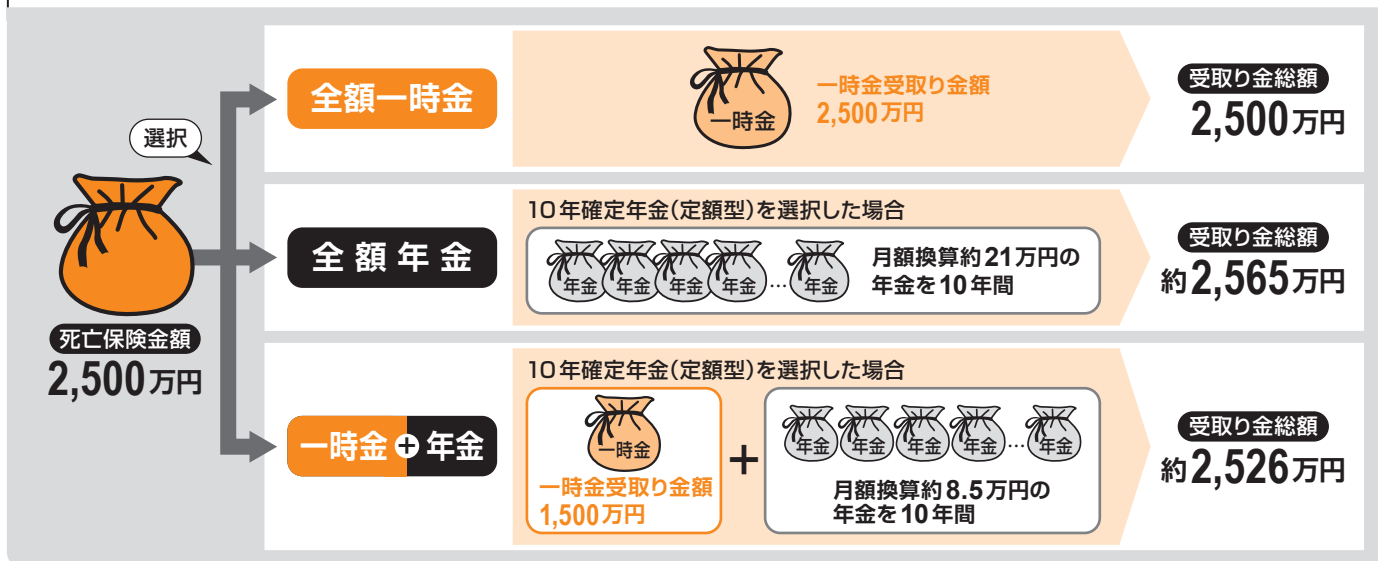 選択
死亡保険金額
2,500万円
全額一時金
一時金
一時金受取り金額
2,500万円
受取り金総額
2,500万円
全額年金
10年確定年金(定額型)を選択した場合
年金 年金 年金 年金 … 年金
月額換算約21万円の
年金を10年間
受取り金総額
約2,565万円
一時金+年金
10年確定年金(定額型)を選択した場合
一時金
一時金受取り金額
1,500万円
+
年金 年金 年金 年金 … 年金
月額換算約8.5万円の
年金を10年間
受取り金総額
約2,526万円